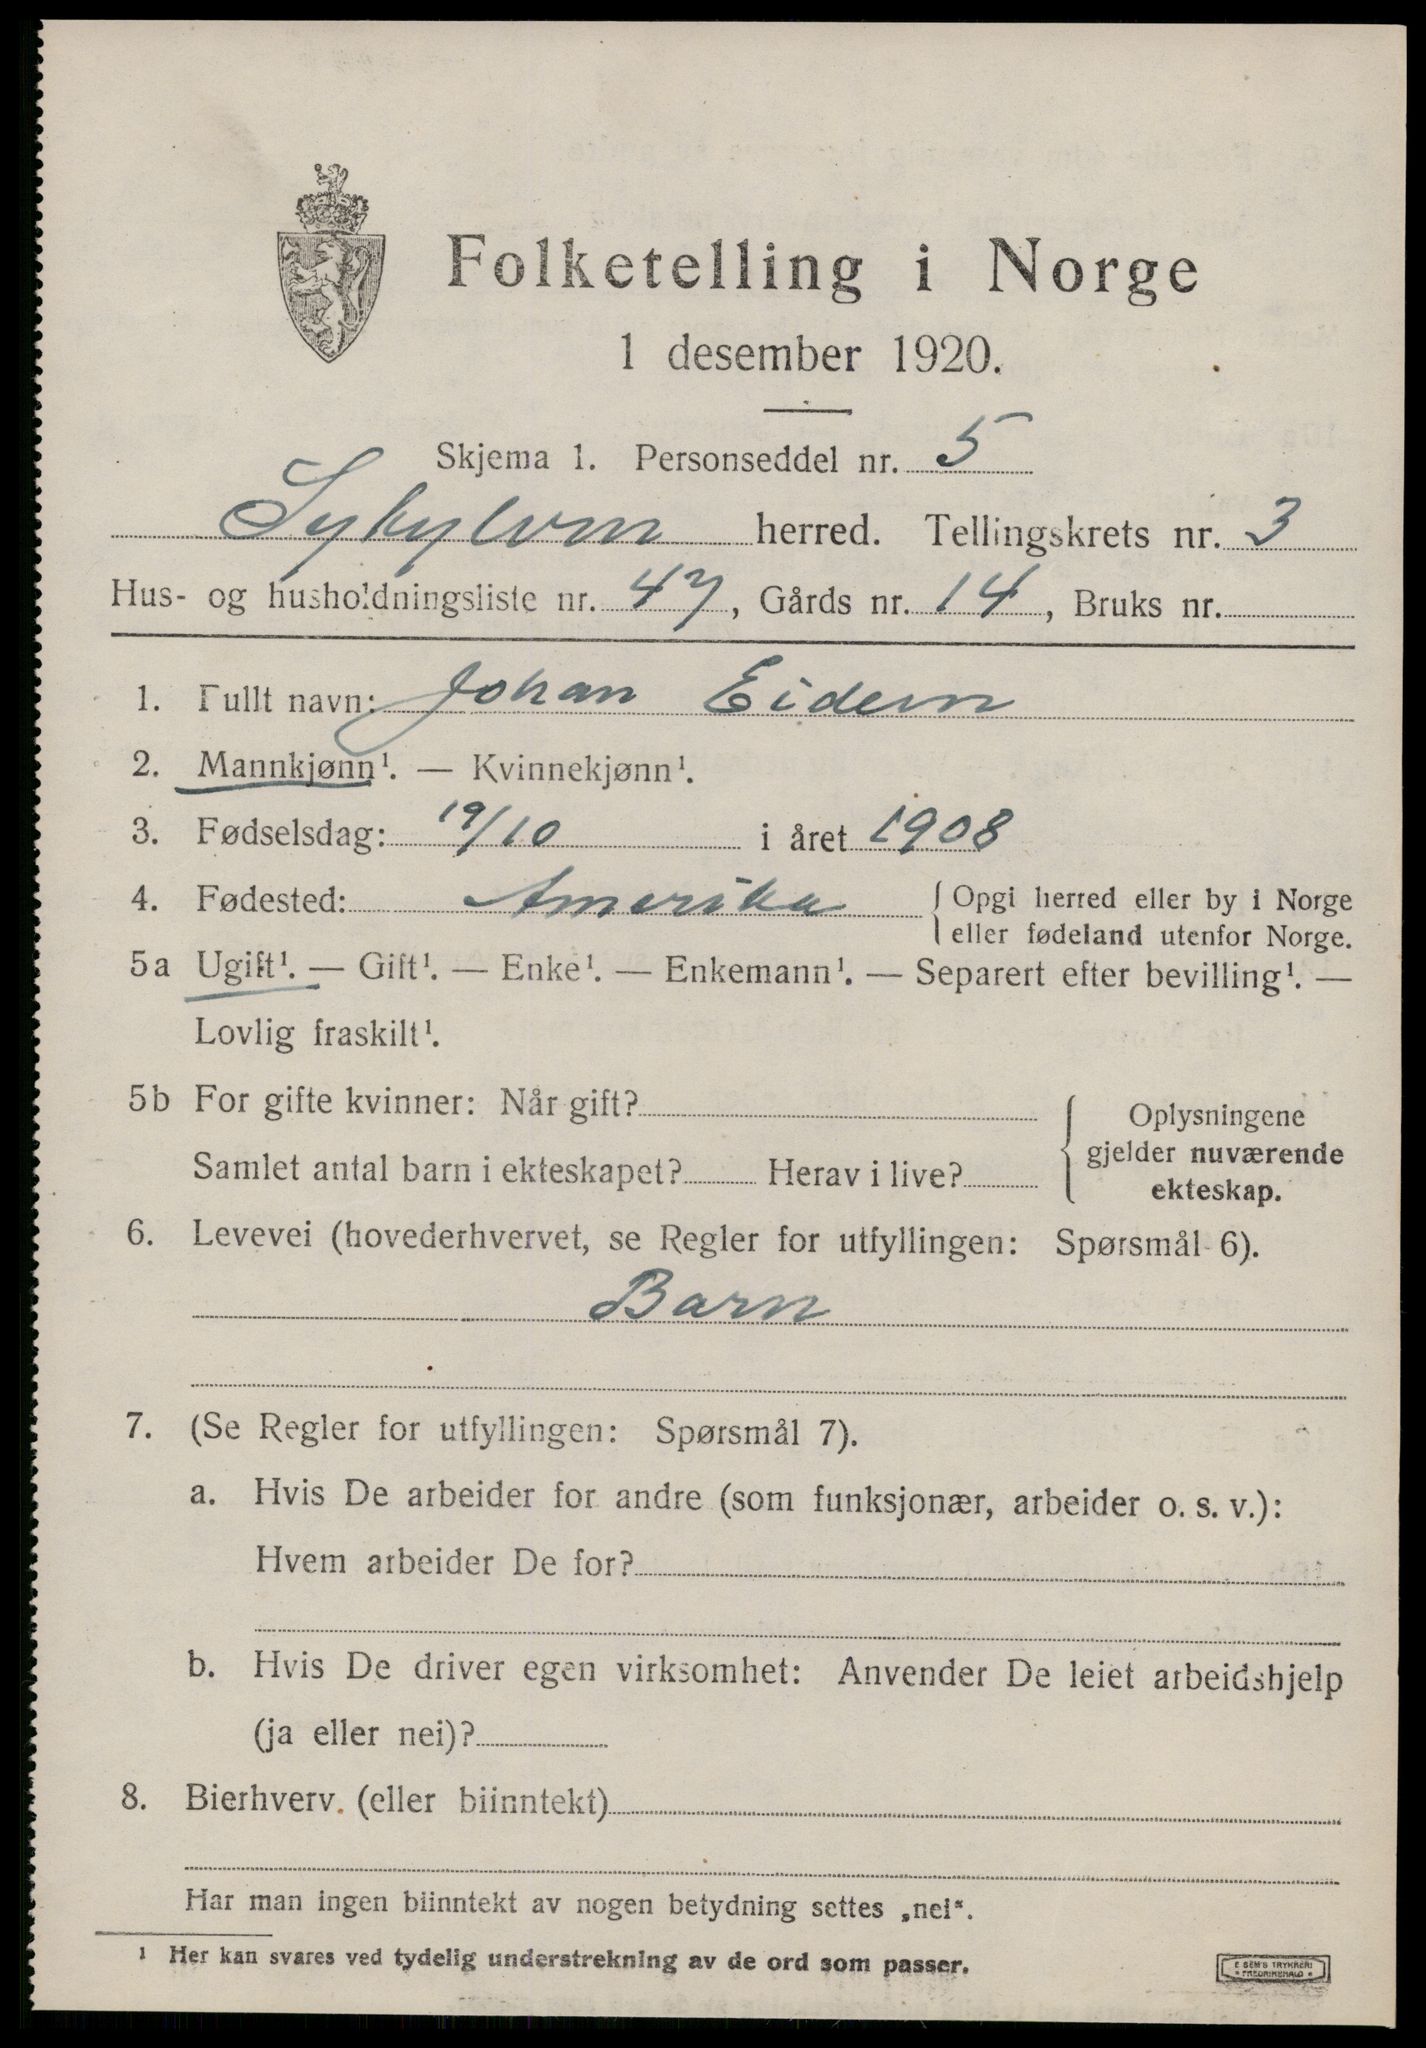 Folketelling i Norge
1 desember 1920.
Skjema 1. Personseddel nr. 5
Sykylven herred. Tellingskrets nr. 3
Hus- og husholdningsliste nr. 47, Gårds nr. 14, Bruks nr.
1. Fullt navn: Johan Eidem
2. Mannkjønn¹. — Kvinnekjønn¹.
3. Fødselsdag: 19/10 i året 1908
4. Fødested: Amerika { Opgi herred eller by i Norge
eller fødeland utenfor Norge.
5a Ugift¹. — Gift¹. — Enke¹. — Enkemann¹. — Separert efter bevilling¹. —
Lovlig fraskilt¹.
5b For gifte kvinner: Når gift?
Samlet antal barn i ekteskapet? Herav i live?
Oplysningene
gjelder nuværende
ekteskap.
6. Levevei (hovederhvervet, se Regler for utfyllingen: Spørsmål 6).
Barn
7. (Se Regler for utfyllingen: Spørsmål 7).
a. Hvis De arbeider for andre (som funksjonær, arbeider o. s. v.):
Hvem arbeider De for?
b. Hvis De driver egen virksomhet: Anvender De leiet arbeidshjelp
(ja eller nei)?
8. Bierhverv. (eller biinntekt)
Har man ingen biinntekt av nogen betydning settes „nei“.
¹ Her kan svares ved tydelig understrekning av de ord som passer.
E SEM'S TRYKKERI
• FREDRIKSHALD •